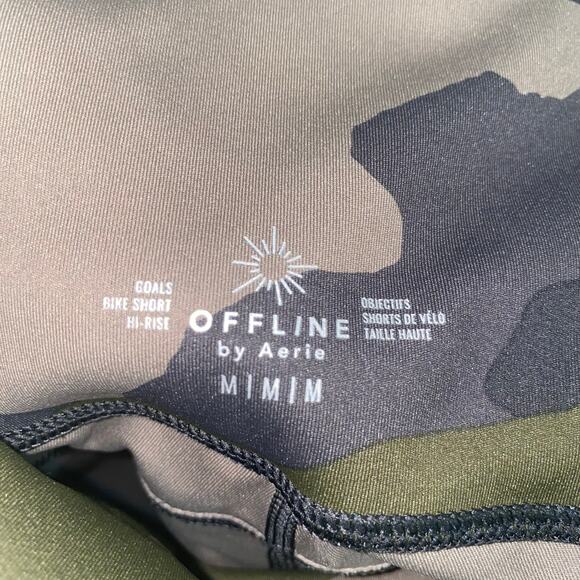 GOALS
BIKE SHORT
HI-RISE
OFFLINE
by Aerie
M|M|M
OBJECTIFS
SHORTS DE VÉLO
TAILLE HAUTE